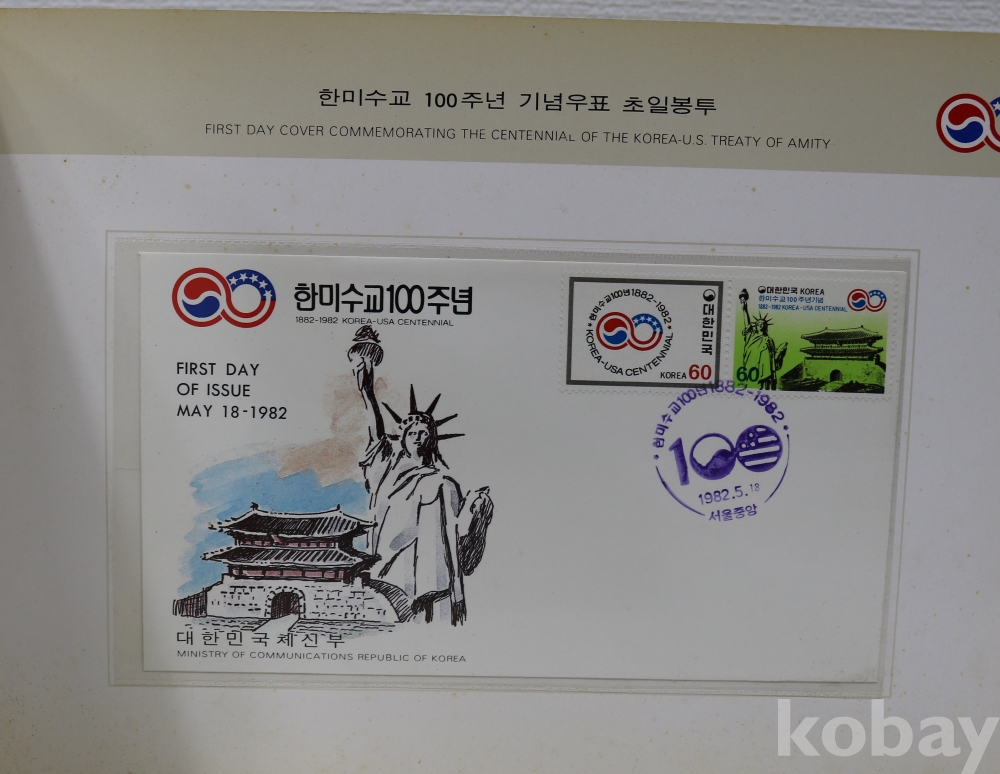 한미수교 100주년 기념우표 초일봉투
FIRST DAY COVER COMMEMORATING THE CENTENNIAL OF THE KOREA-U.S. TREATY OF AMITY
한미수교100주년
1882-1982 KOREA-USA CENTENNIAL
FIRST DAY
OF ISSUE
MAY 18-1982
한미수교100년1882-1982
KOREA-USA CENTENNIAL
대한민국
KOREA 60
대한민국 KOREA
한미수교 100주년기념
1882-1982 KOREA-USA CENTENNIAL
60
한미수교100년1882-1982
100
1982.5.18
서울중앙
대한민국체신부
MINISTRY OF COMMUNICATIONS REPUBLIC OF KOREA
kobay